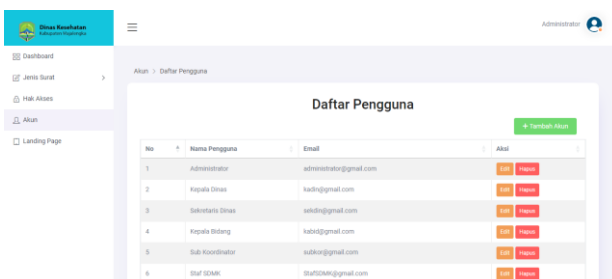 Dinas Kesehatan
Kabupaten Majalengka
Administrator
Dashboard
Jenis Surat
Hak Akses
Akun
Landing Page
Akun > Daftar Pengguna
Daftar Pengguna
+ Tambah Akun
No Nama Pengguna Email Aksi
1 Administrator administrator@gmail.com Edit Hapus
2 Kepala Dinas kadin@gmail.com Edit Hapus
3 Sekretaris Dinas sekdin@gmail.com Edit Hapus
4 Kepala Bidang kabid@gmail.com Edit Hapus
5 Sub Koordinator subkor@gmail.com Edit Hapus
6 Staf SDMK StafSDMK@gmail.com Edit Hapus